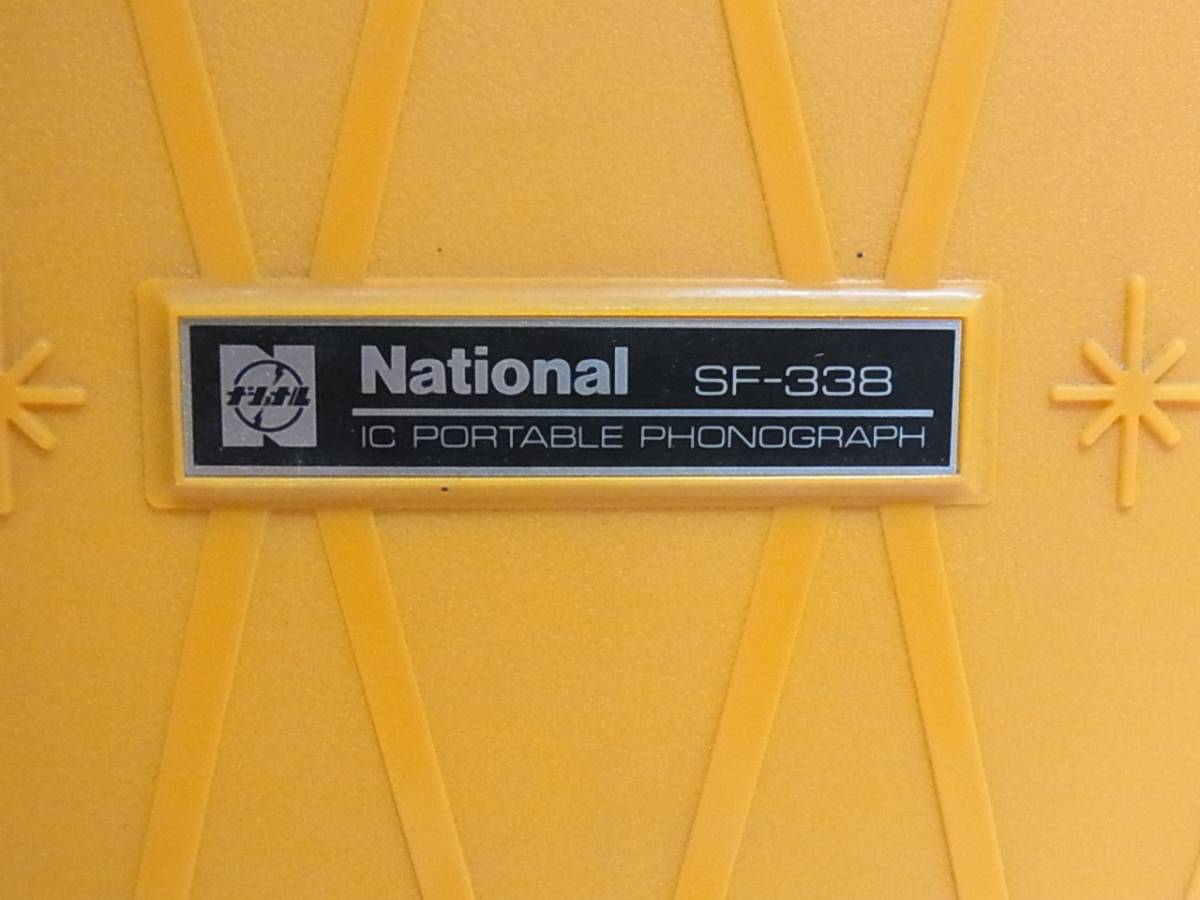 ナショナル
National SF-338
IC PORTABLE PHONOGRAPH